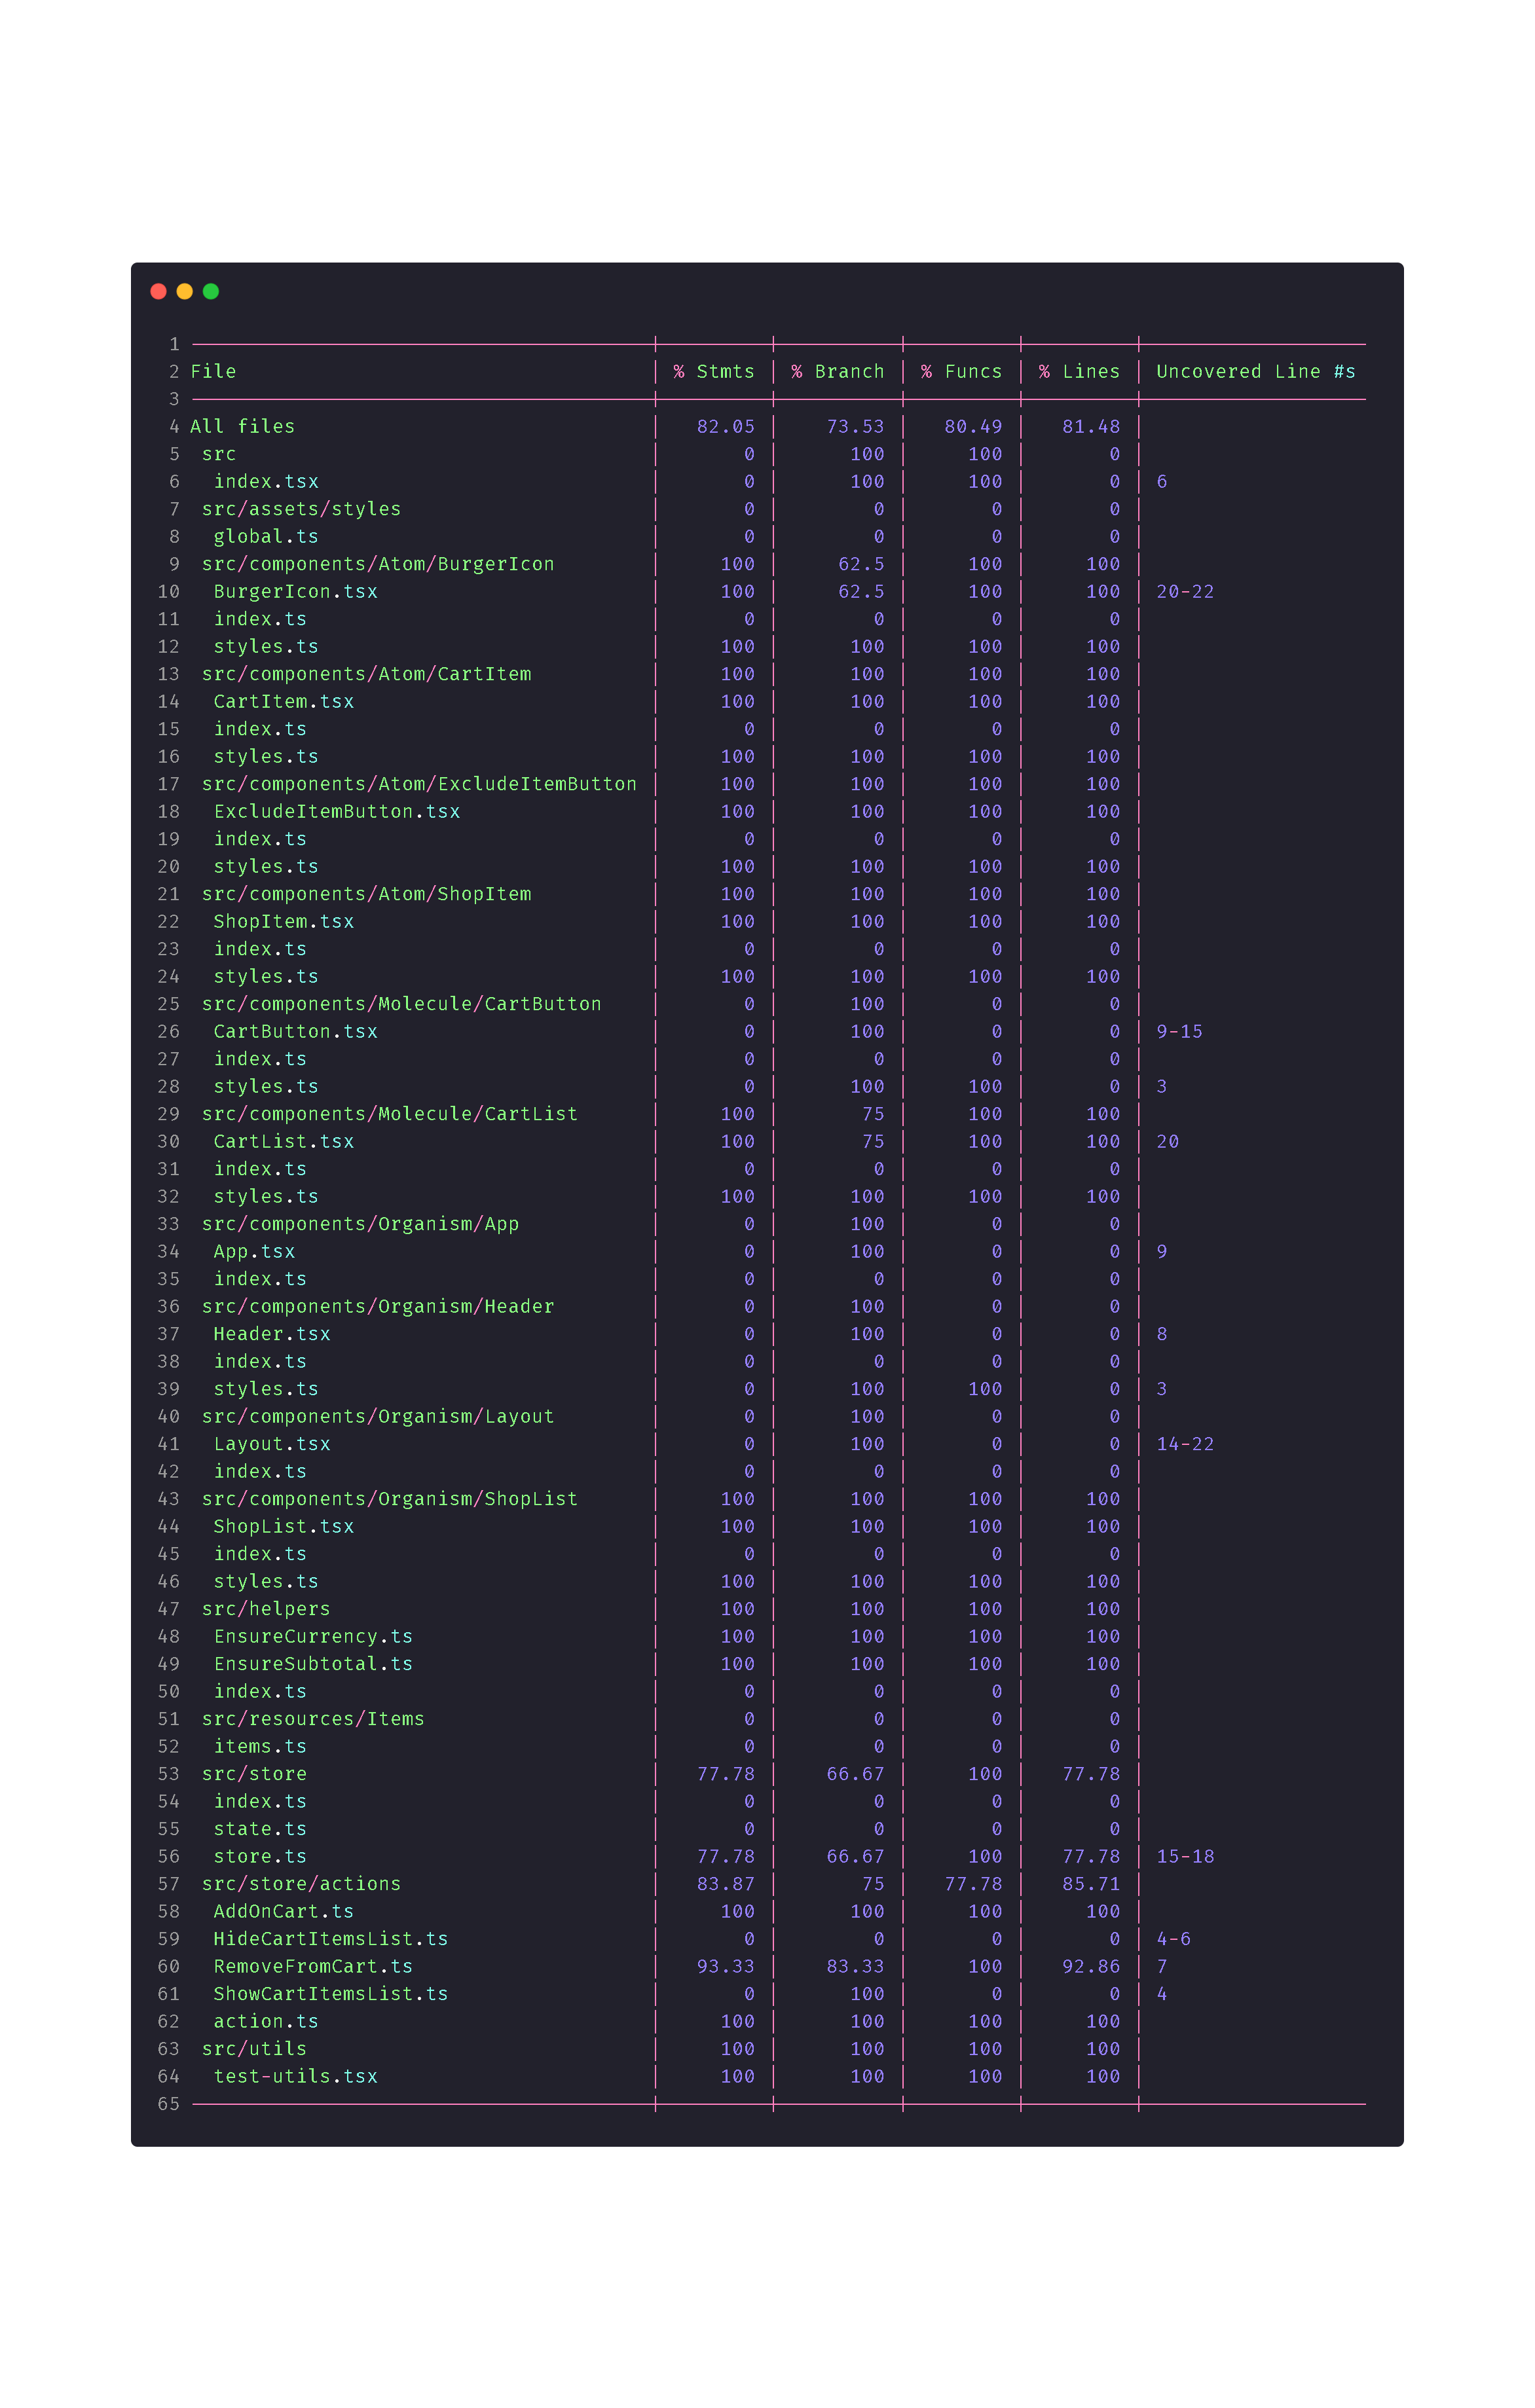 1 -----------------------------------------|---------|----------|---------|---------|-------------------
2 File | % Stmts | % Branch | % Funcs | % Lines | Uncovered Line #s
3 -----------------------------------------|---------|----------|---------|---------|-------------------
4 All files | 82.05 | 73.53 | 80.49 | 81.48 |
5 src | 0 | 100 | 100 | 0 |
6 index.tsx | 0 | 100 | 100 | 0 | 6
7 src/assets/styles | 0 | 0 | 0 | 0 |
8 global.ts | 0 | 0 | 0 | 0 |
9 src/components/Atom/BurgerIcon | 100 | 62.5 | 100 | 100 |
10 BurgerIcon.tsx | 100 | 62.5 | 100 | 100 | 20-22
11 index.ts | 0 | 0 | 0 | 0 |
12 styles.ts | 100 | 100 | 100 | 100 |
13 src/components/Atom/CartItem | 100 | 100 | 100 | 100 |
14 CartItem.tsx | 100 | 100 | 100 | 100 |
15 index.ts | 0 | 0 | 0 | 0 |
16 styles.ts | 100 | 100 | 100 | 100 |
17 src/components/Atom/ExcludeItemButton | 100 | 100 | 100 | 100 |
18 ExcludeItemButton.tsx | 100 | 100 | 100 | 100 |
19 index.ts | 0 | 0 | 0 | 0 |
20 styles.ts | 100 | 100 | 100 | 100 |
21 src/components/Atom/ShopItem | 100 | 100 | 100 | 100 |
22 ShopItem.tsx | 100 | 100 | 100 | 100 |
23 index.ts | 0 | 0 | 0 | 0 |
24 styles.ts | 100 | 100 | 100 | 100 |
25 src/components/Molecule/CartButton | 0 | 100 | 0 | 0 |
26 CartButton.tsx | 0 | 100 | 0 | 0 | 9-15
27 index.ts | 0 | 0 | 0 | 0 |
28 styles.ts | 0 | 100 | 100 | 0 | 3
29 src/components/Molecule/CartList | 100 | 75 | 100 | 100 |
30 CartList.tsx | 100 | 75 | 100 | 100 | 20
31 index.ts | 0 | 0 | 0 | 0 |
32 styles.ts | 100 | 100 | 100 | 100 |
33 src/components/Organism/App | 0 | 100 | 0 | 0 |
34 App.tsx | 0 | 100 | 0 | 0 | 9
35 index.ts | 0 | 0 | 0 | 0 |
36 src/components/Organism/Header | 0 | 100 | 0 | 0 |
37 Header.tsx | 0 | 100 | 0 | 0 | 8
38 index.ts | 0 | 0 | 0 | 0 |
39 styles.ts | 0 | 100 | 100 | 0 | 3
40 src/components/Organism/Layout | 0 | 100 | 0 | 0 |
41 Layout.tsx | 0 | 100 | 0 | 0 | 14-22
42 index.ts | 0 | 0 | 0 | 0 |
43 src/components/Organism/ShopList | 100 | 100 | 100 | 100 |
44 ShopList.tsx | 100 | 100 | 100 | 100 |
45 index.ts | 0 | 0 | 0 | 0 |
46 styles.ts | 100 | 100 | 100 | 100 |
47 src/helpers | 100 | 100 | 100 | 100 |
48 EnsureCurrency.ts | 100 | 100 | 100 | 100 |
49 EnsureSubtotal.ts | 100 | 100 | 100 | 100 |
50 index.ts | 0 | 0 | 0 | 0 |
51 src/resources/Items | 0 | 0 | 0 | 0 |
52 items.ts | 0 | 0 | 0 | 0 |
53 src/store | 77.78 | 66.67 | 100 | 77.78 |
54 index.ts | 0 | 0 | 0 | 0 |
55 state.ts | 0 | 0 | 0 | 0 |
56 store.ts | 77.78 | 66.67 | 100 | 77.78 | 15-18
57 src/store/actions | 83.87 | 75 | 77.78 | 85.71 |
58 AddOnCart.ts | 100 | 100 | 100 | 100 |
59 HideCartItemsList.ts | 0 | 0 | 0 | 0 | 4-6
60 RemoveFromCart.ts | 93.33 | 83.33 | 100 | 92.86 | 7
61 ShowCartItemsList.ts | 0 | 100 | 0 | 0 | 4
62 action.ts | 100 | 100 | 100 | 100 |
63 src/utils | 100 | 100 | 100 | 100 |
64 test-utils.tsx | 100 | 100 | 100 | 100 |
65 -----------------------------------------|---------|----------|---------|---------|-------------------